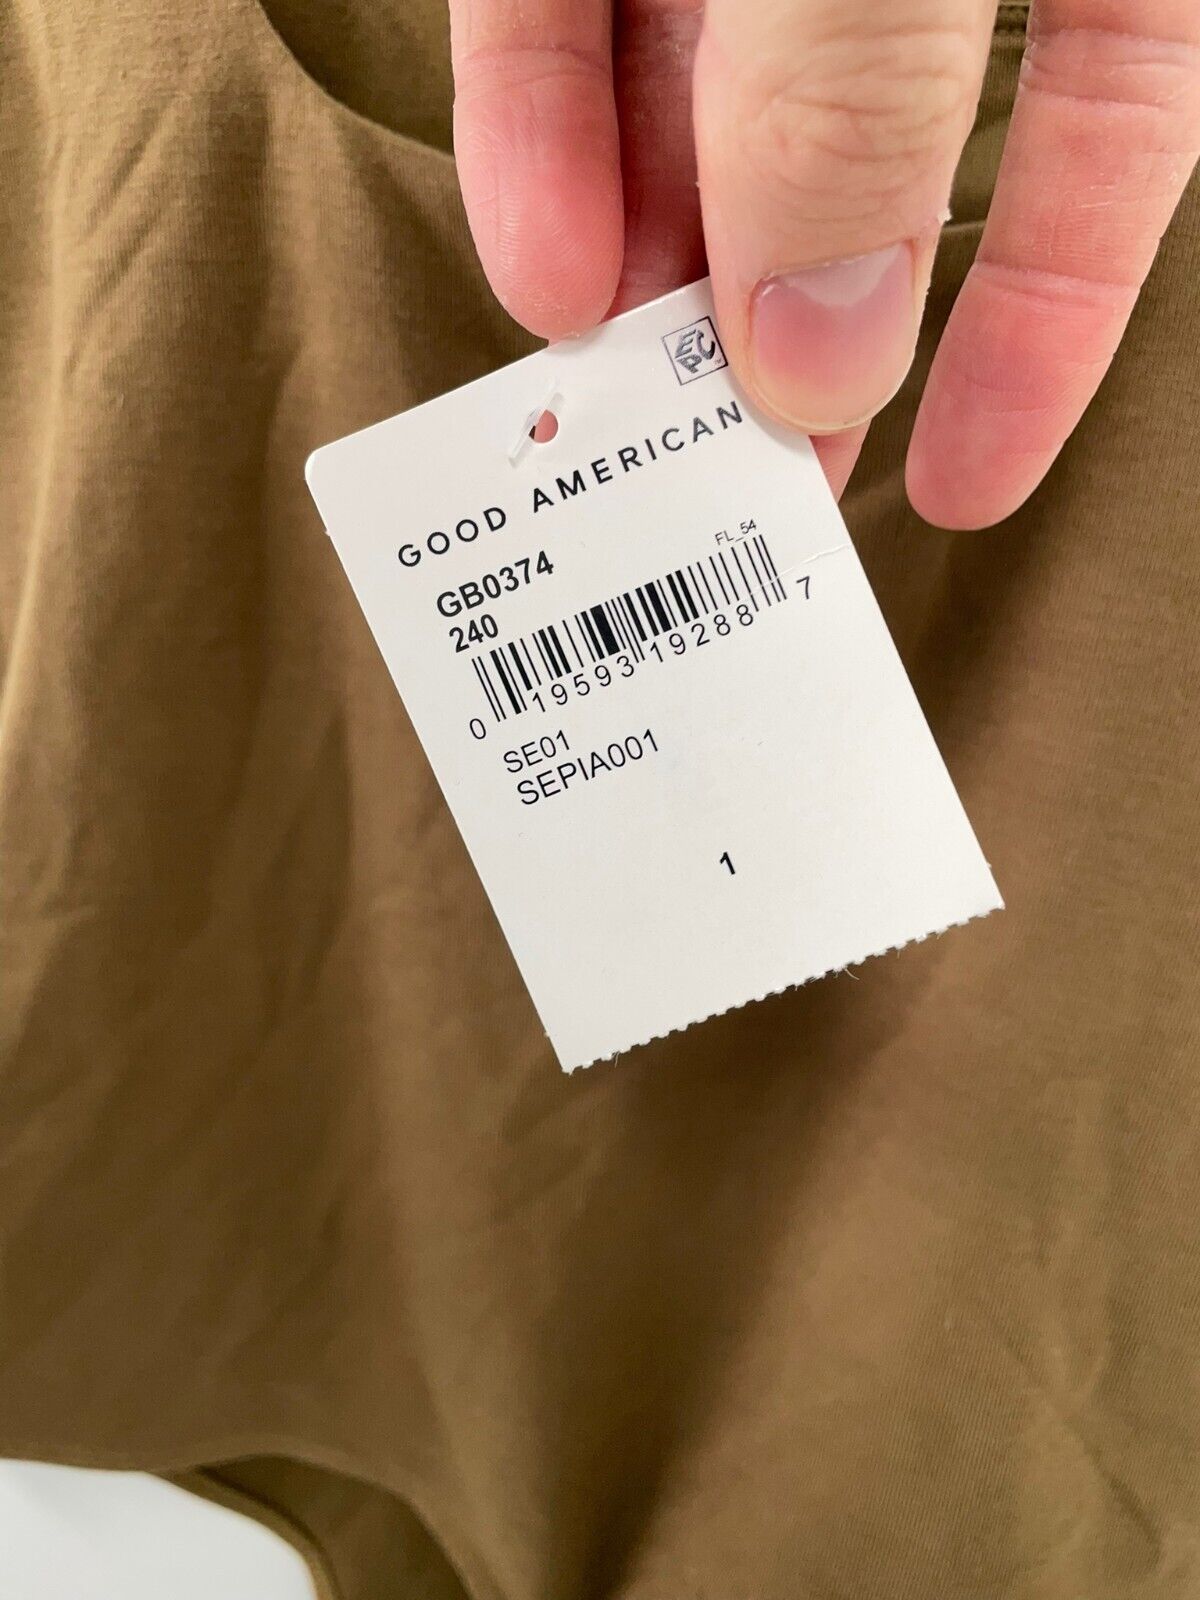 EPC
GOOD AMERICAN
GB0374
FL_54
240
0 19593 19288 7
SE01
SEPIA001
1